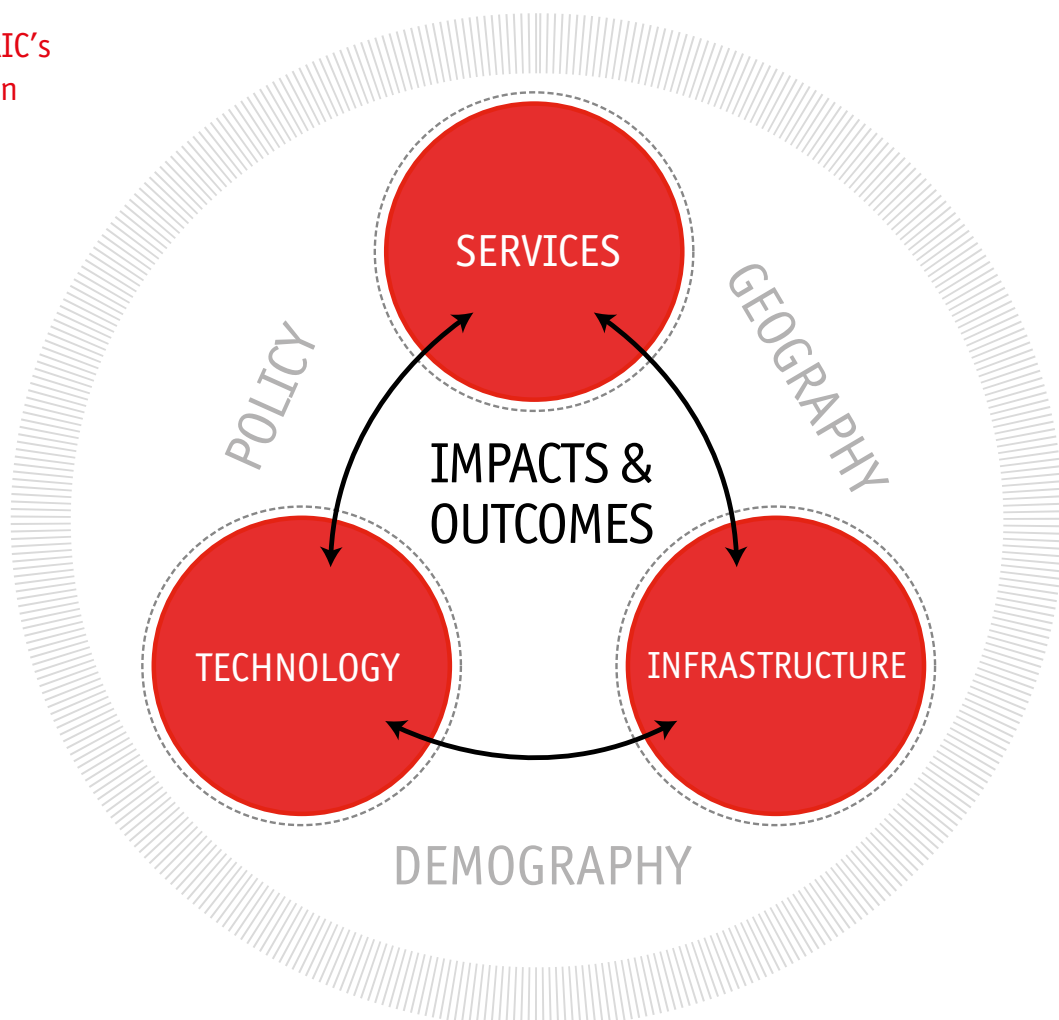 IC's
n
SERVICES
POLICY
GEOGRAPHY
IMPACTS &
OUTCOMES
TECHNOLOGY
INFRASTRUCTURE
DEMOGRAPHY